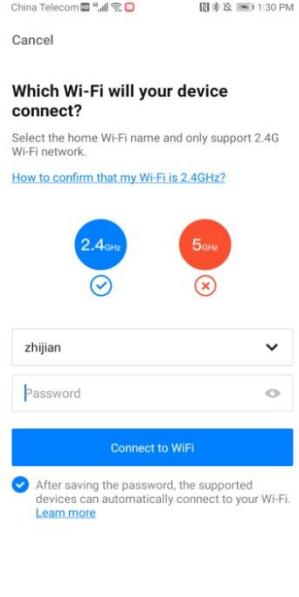 China Telecom HD 1:30 PM
Cancel
Which Wi-Fi will your device
connect?
Select the home Wi-Fi name and only support 2.4G
Wi-Fi network.
How to confirm that my Wi-Fi is 2.4GHz?
2.4GHz 5GHz
zhijian
Password
Connect to WiFi
After saving the password, the supported
devices can automatically connect to your Wi-Fi.
Learn more